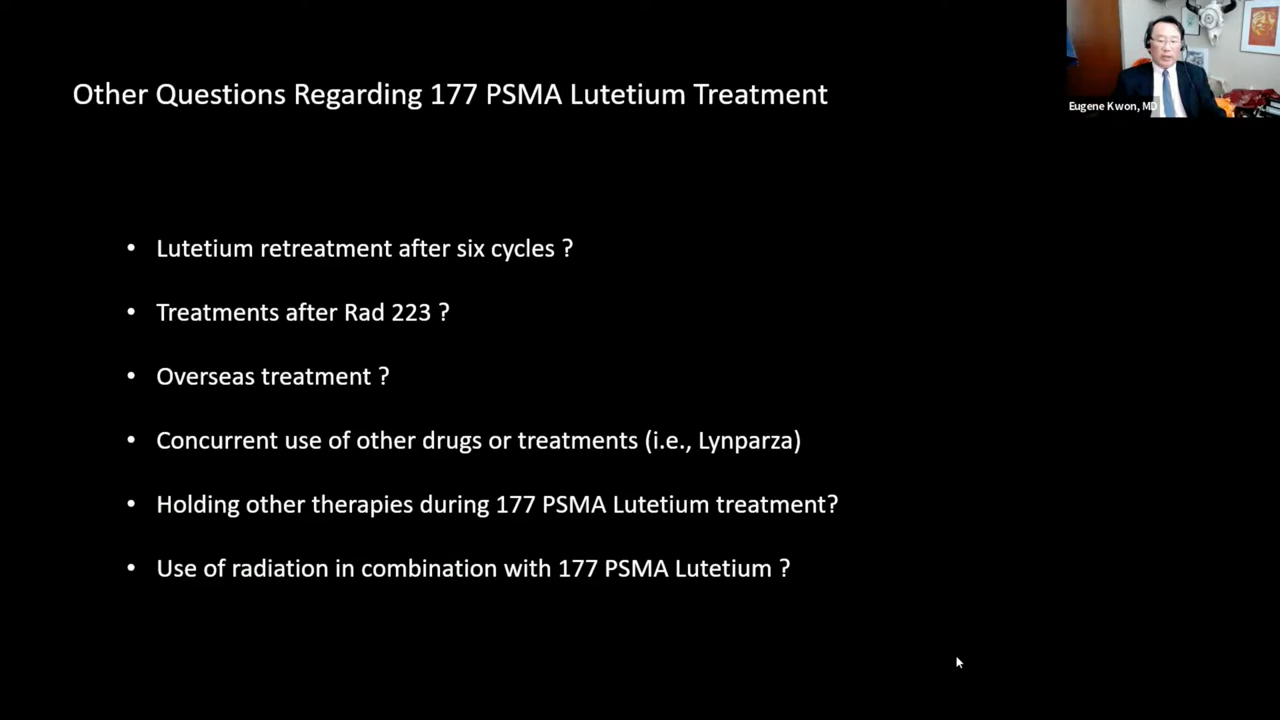 Other Questions Regarding 177 PSMA Lutetium Treatment
Eugene Kwon, MD
• Lutetium retreatment after six cycles ?
• Treatments after Rad 223 ?
• Overseas treatment ?
• Concurrent use of other drugs or treatments (i.e., Lynparza)
• Holding other therapies during 177 PSMA Lutetium treatment?
• Use of radiation in combination with 177 PSMA Lutetium ?